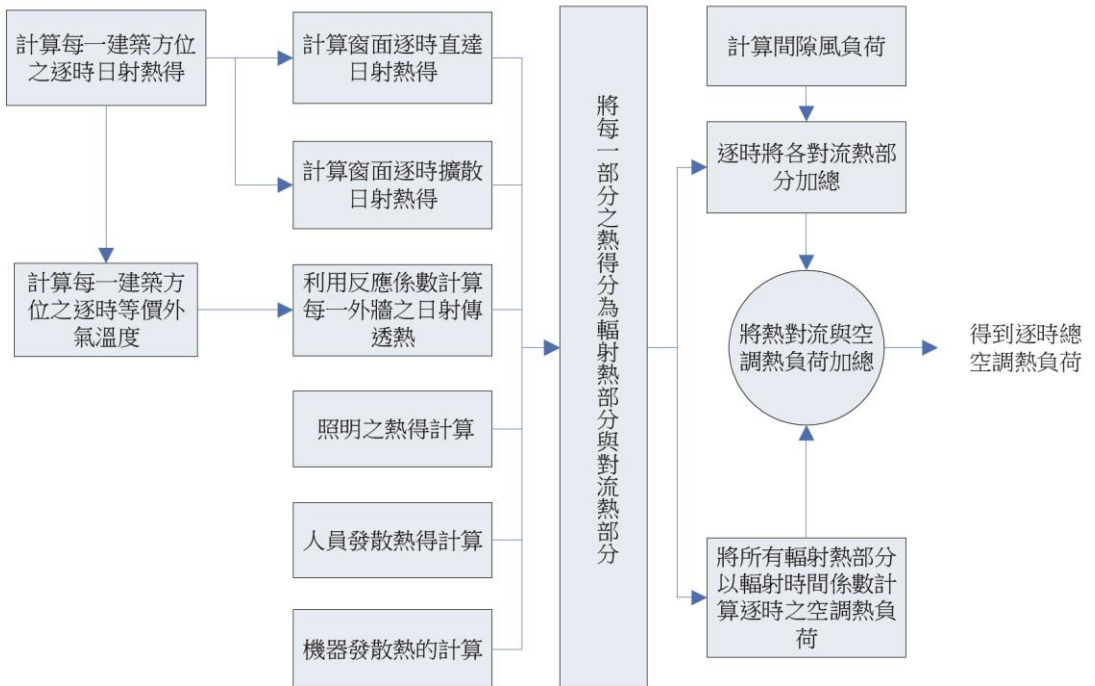 計算每一建築方位
之逐時日射熱得
計算窗面逐時直達
日射熱得
計算窗面逐時擴散
日射熱得
計算每一建築方
位之逐時等價外
氣溫度
利用反應係數計算
每一外牆之日射傳
透熱
照明之熱得計算
人員發散熱得計算
機器發散熱的計算
將每一部分之熱得分為輻射熱部分與對流熱部分
計算間隙風負荷
逐時將各對流熱部
分加總
將熱對流與空
調熱負荷加總
得到逐時總
空調熱負荷
將所有輻射熱部分
以輻射時間係數計
算逐時之空調熱負
荷